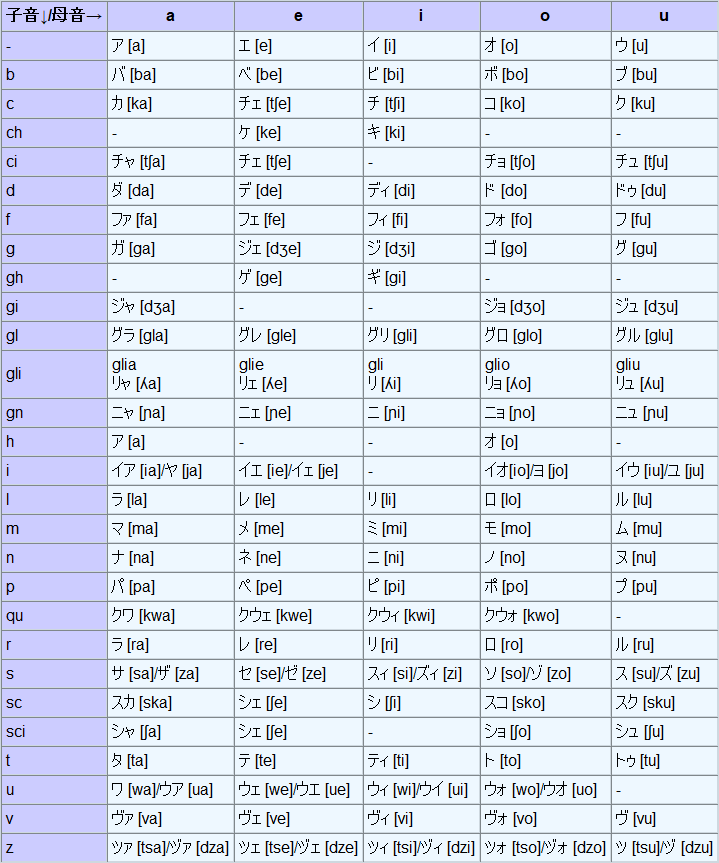 子音↓/母音→ a e i o u
- ア [a] エ [e] イ [i] オ [o] ウ [u]
b バ [ba] ベ [be] ビ [bi] ボ [bo] ブ [bu]
c カ [ka] チェ [tʃe] チ [tʃi] コ [ko] ク [ku]
ch - ケ [ke] キ [ki] - -
ci チャ [tʃa] チェ [tʃe] - チョ [tʃo] チュ [tʃu]
d ダ [da] デ [de] ディ [di] ド [do] ドゥ [du]
f ファ [fa] フェ [fe] フィ [fi] フォ [fo] フ [fu]
g ガ [ga] ジェ [dʒe] ジ [dʒi] ゴ [go] グ [gu]
gh - ゲ [ge] ギ [gi] - -
gi ジャ [dʒa] - - ジョ [dʒo] ジュ [dʒu]
gl グラ [gla] グレ [gle] グリ [gli] グロ [glo] グル [glu]
gli glia glie gli glio gliu
リャ [ʎa] リェ [ʎe] リ [ʎi] リョ [ʎo] リュ [ʎu]
gn ニャ [ɲa] ニェ [ɲe] ニ [ɲi] ニョ [ɲo] ニュ [ɲu]
h ア [a] - - オ [o] -
i イア [ia]/ヤ [ja] イエ [ie]/イェ [je] - イオ[io]/ヨ [jo] イウ [iu]/ユ [ju]
l ラ [la] レ [le] リ [li] ロ [lo] ル [lu]
m マ [ma] メ [me] ミ [mi] モ [mo] ム [mu]
n ナ [na] ネ [ne] ニ [ni] ノ [no] ヌ [nu]
p パ [pa] ペ [pe] ピ [pi] ポ [po] プ [pu]
qu クワ [kwa] クウェ [kwe] クウィ [kwi] クウォ [kwo] -
r ラ [ra] レ [re] リ [ri] ロ [ro] ル [ru]
s サ [sa]/ザ [za] セ [se]/ゼ [ze] スィ [si]/ズィ [zi] ソ [so]/ゾ [zo] ス [su]/ズ [zu]
sc スカ [ska] シェ [ʃe] シ [ʃi] スコ [sko] スク [sku]
sci シャ [ʃa] シェ [ʃe] - ショ [ʃo] シュ [ʃu]
t タ [ta] テ [te] ティ [ti] ト [to] トゥ [tu]
u ワ [wa]/ウア [ua] ウェ [we]/ウエ [ue] ウィ [wi]/ウイ [ui] ウォ [wo]/ウオ [uo] -
v ヴァ [va] ヴェ [ve] ヴィ [vi] ヴォ [vo] ヴ [vu]
z ツァ [tsa]/ヅァ [dza] ツェ [tse]/ヅェ [dze] ツィ [tsi]/ヅィ [dzi] ツォ [tso]/ヅォ [dzo] ツ [tsu]/ヅ [dzu]